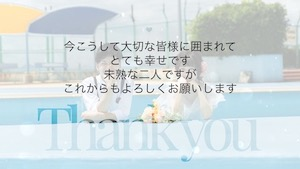 今こうして大切な皆様に囲まれて
とても幸せです
未熟な二人ですが
これからもよろしくお願いします
Thank you